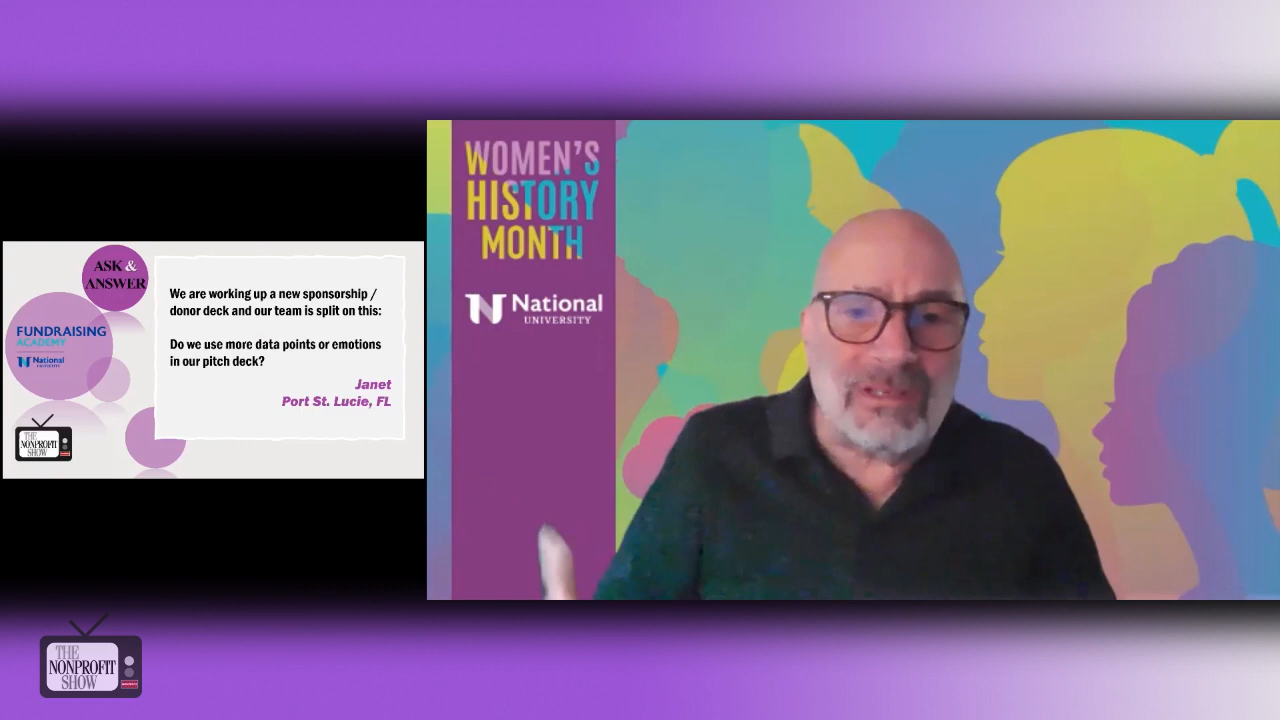 ASK &
ANSWER
FUNDRAISING
ACADEMY
National
UNIVERSITY
We are working up a new sponsorship /
donor deck and our team is split on this:
Do we use more data points or emotions
in our pitch deck?
Janet
Port St. Lucie, FL
THE
NONPROFIT
SHOW
WOMEN'S
HISTORY
MONTH
National
UNIVERSITY
THE
NONPROFIT
SHOW